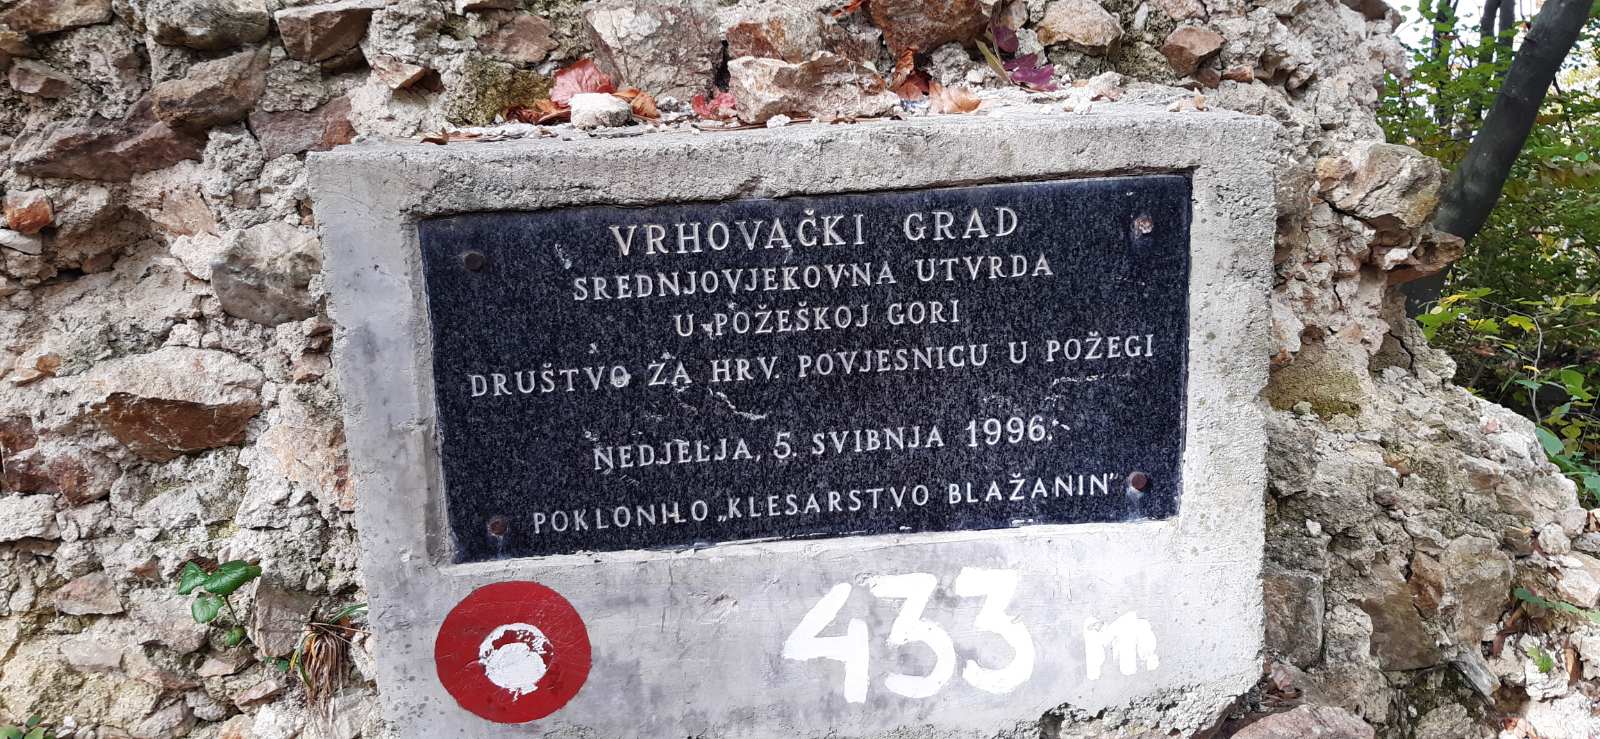 VRHOVAČKI GRAD
SREDNJOVJEKOVNA UTVRDA
U POŽEŠKOJ GORI
DRUŠTVO ZA HRV. POVJESNICU U POŽEGI
NEDJELJA, 5. SVIBNJA 1996.
POKLONILO „KLESARSTVO BLAŽANIN”
433 m